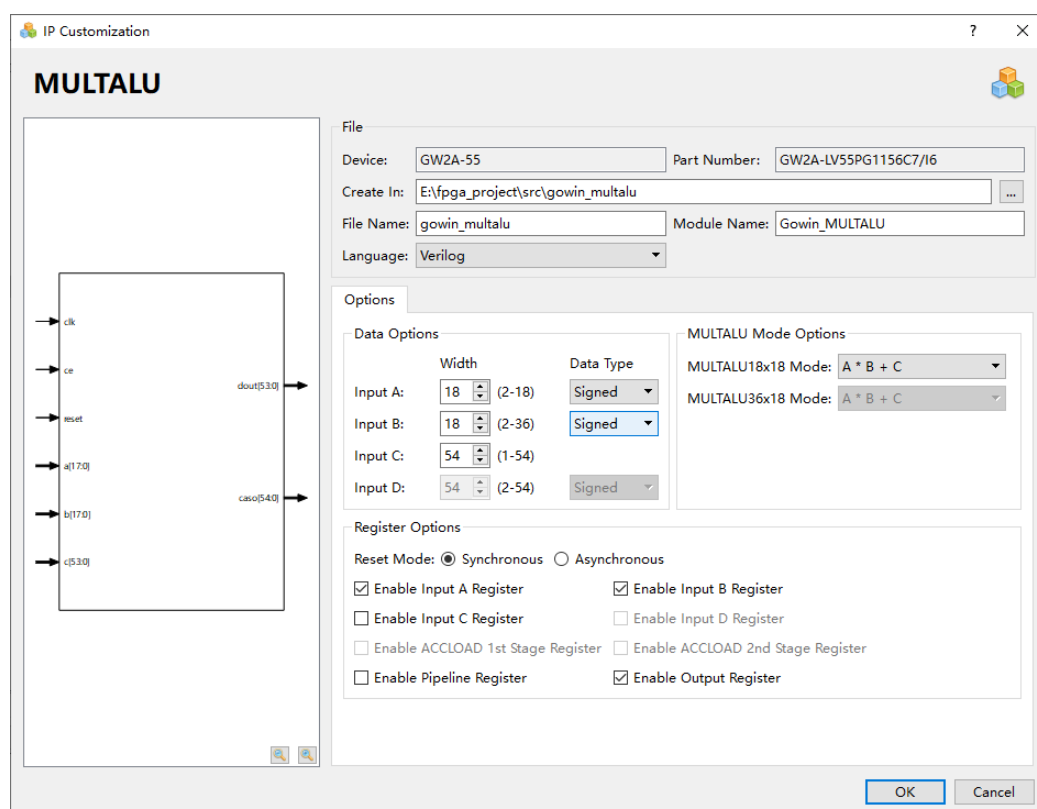 IP Customization
?
MULTALU
clk
ce
reset
a[17:0]
b[17:0]
c[53:0]
dout[53:0]
caso[54:0]
File
Device: GW2A-55 Part Number: GW2A-LV55PG1156C7/I6
Create In: E:\fpga_project\src\gowin_multalu ...
File Name: gowin_multalu Module Name: Gowin_MULTALU
Language: Verilog
Options
Data Options
Width Data Type
Input A: 18 (2-18) Signed
Input B: 18 (2-36) Signed
Input C: 54 (1-54)
Input D: 54 (2-54) Signed
MULTALU Mode Options
MULTALU18x18 Mode: A * B + C
MULTALU36x18 Mode: A * B + C
Register Options
Reset Mode: Synchronous Asynchronous
Enable Input A Register Enable Input B Register
Enable Input C Register Enable Input D Register
Enable ACCLOAD 1st Stage Register Enable ACCLOAD 2nd Stage Register
Enable Pipeline Register Enable Output Register
OK Cancel